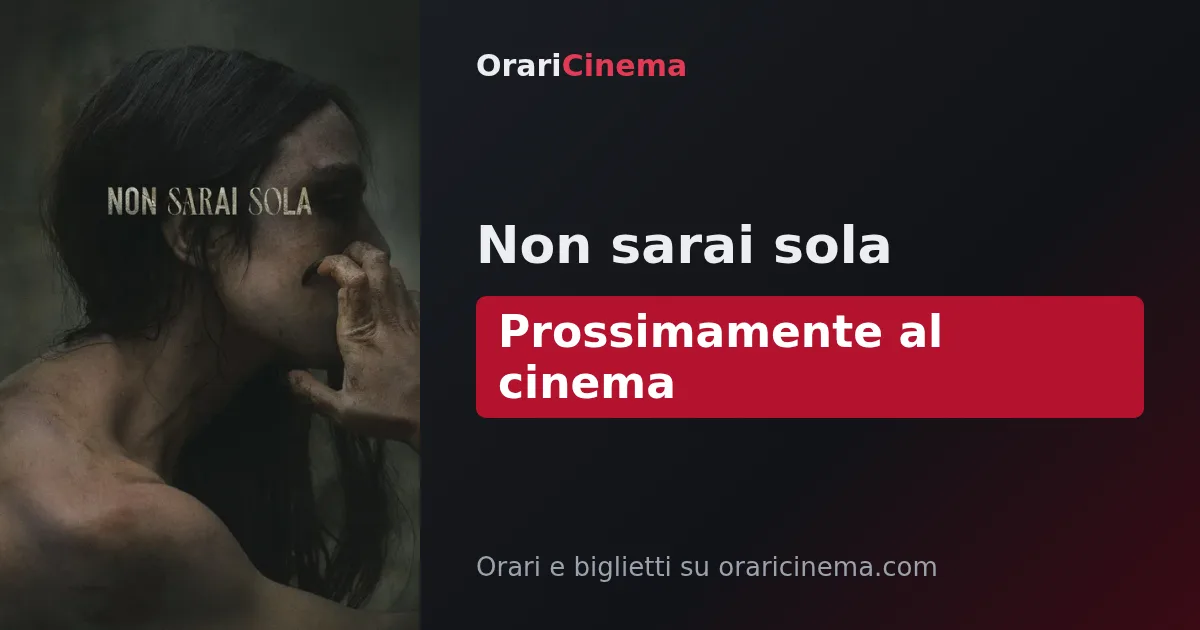 NON SARAI SOLA
OrariCinema
Non sarai sola
Prossimamente al
cinema
Orari e biglietti su oraricinema.com